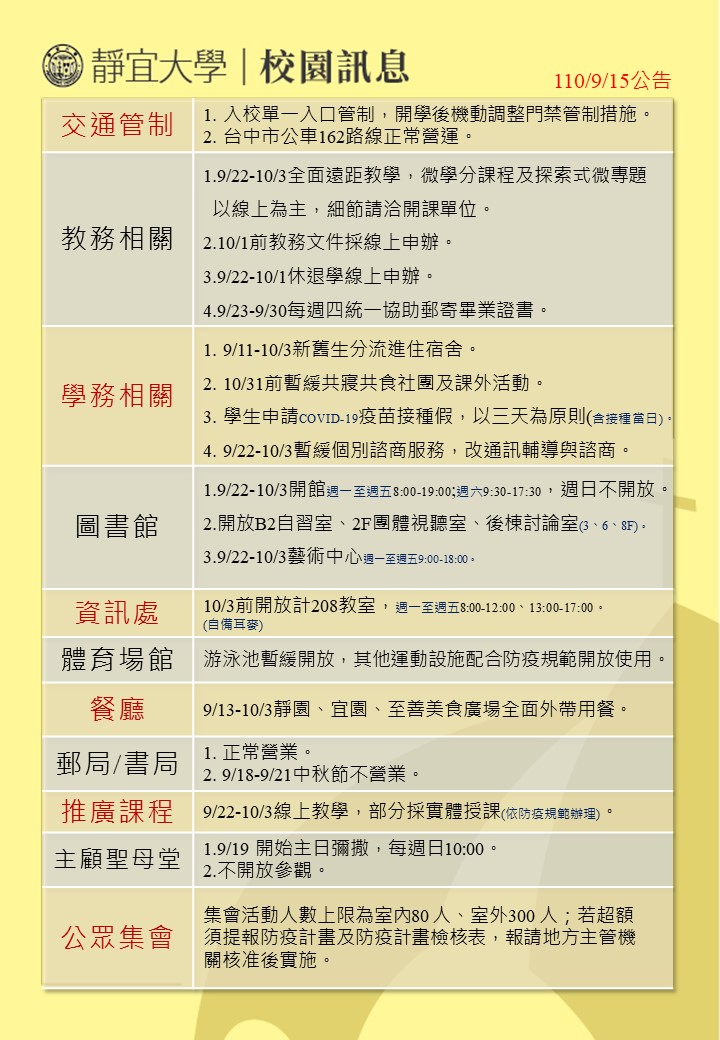 靜宜大學｜校園訊息
110/9/15公告
交通管制
1. 入校單一入口管制，開學後機動調整門禁管制措施。
2. 台中市公車162路線正常營運。
教務相關
1.9/22-10/3全面遠距教學，微學分課程及探索式微專題
以線上為主，細節請洽開課單位。
2.10/1前教務文件採線上申辦。
3.9/22-10/1休退學線上申辦。
4.9/23-9/30每週四統一協助郵寄畢業證書。
學務相關
1. 9/11-10/3新舊生分流進住宿舍。
2. 10/31前暫緩共寢共食社團及課外活動。
3. 學生申請COVID-19疫苗接種假，以三天為原則(含接種當日)。
4. 9/22-10/3暫緩個別諮商服務，改通訊輔導與諮商。
圖書館
1.9/22-10/3開館週一至週五8:00-19:00;週六9:30-17:30，週日不開放。
2.開放B2自習室、2F團體視聽室、後棟討論室(3、6、8F)。
3.9/22-10/3藝術中心週一至週五9:00-18:00。
資訊處
10/3前開放計208教室，週一至週五8:00-12:00、13:00-17:00。
(自備耳麥)
體育場館
游泳池暫緩開放，其他運動設施配合防疫規範開放使用。
餐廳
9/13-10/3靜園、宜園、至善美食廣場全面外帶用餐。
郵局/書局
1. 正常營業。
2. 9/18-9/21中秋節不營業。
推廣課程
9/22-10/3線上教學，部分採實體授課(依防疫規範辦理)。
主顧聖母堂
1.9/19 開始主日彌撒，每週日10:00。
2.不開放參觀。
公眾集會
集會活動人數上限為室內80 人、室外300 人；若超額
須提報防疫計畫及防疫計畫檢核表，報請地方主管機
關核准後實施。